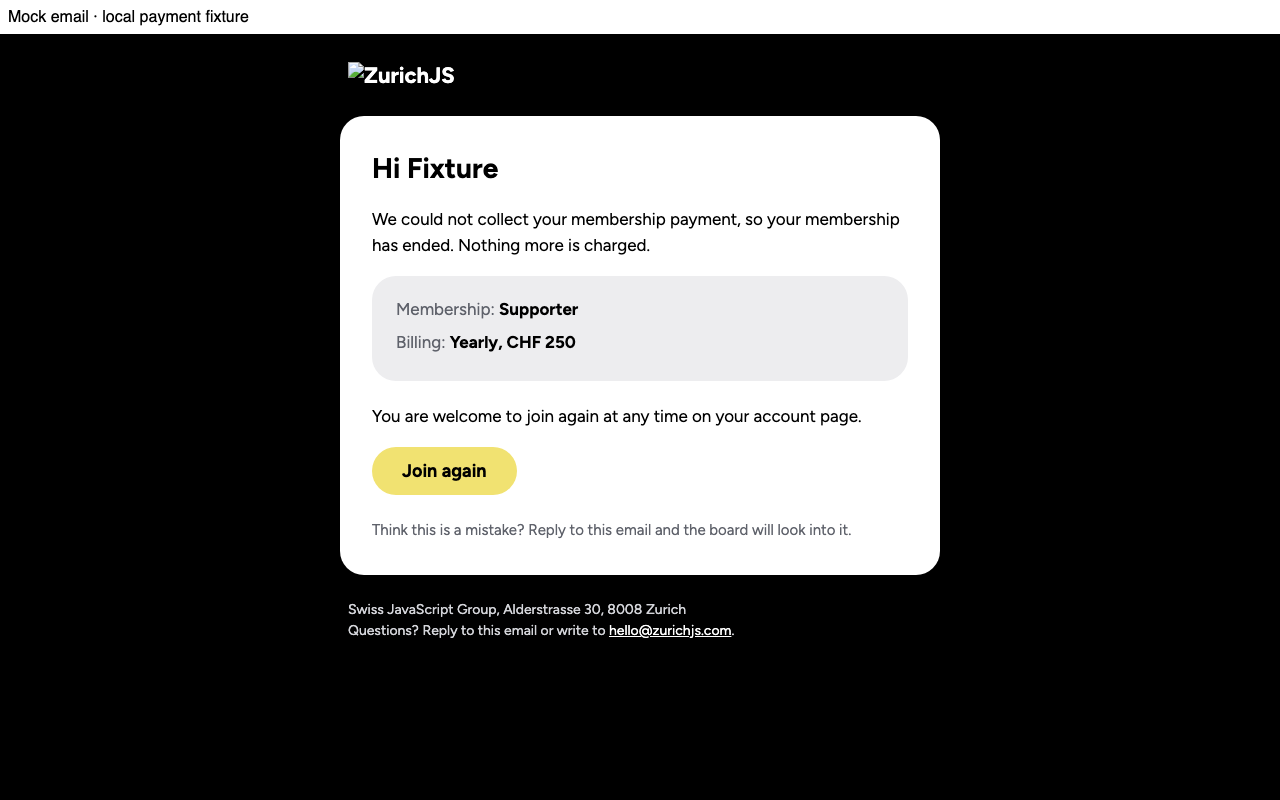 Mock email · local payment fixture
ZurichJS
Hi Fixture
We could not collect your membership payment, so your membership
has ended. Nothing more is charged.
Membership: Supporter
Billing: Yearly, CHF 250
You are welcome to join again at any time on your account page.
Join again
Think this is a mistake? Reply to this email and the board will look into it.
Swiss JavaScript Group, Alderstrasse 30, 8008 Zurich
Questions? Reply to this email or write to hello@zurichjs.com.